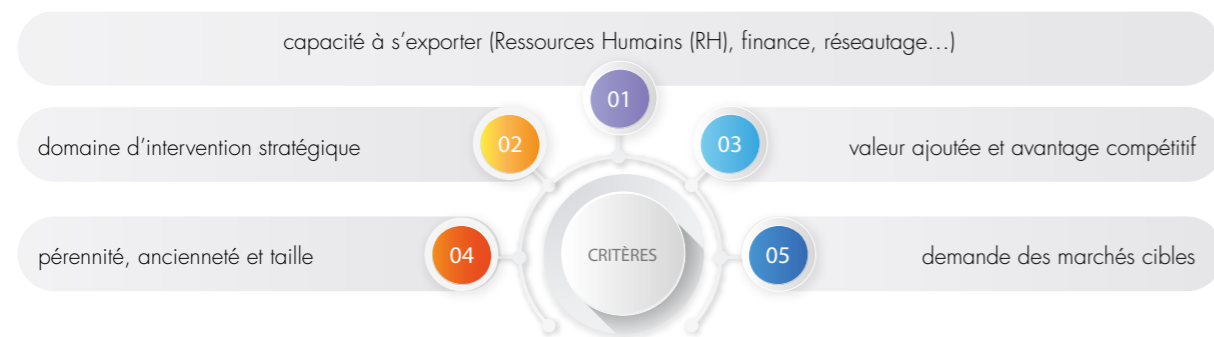 capacité à s’exporter (Ressources Humains (RH), finance, réseautage…)
01
domaine d’intervention stratégique
02
03
valeur ajoutée et avantage compétitif
pérennité, ancienneté et taille
04
CRITÈRES
05
demande des marchés cibles